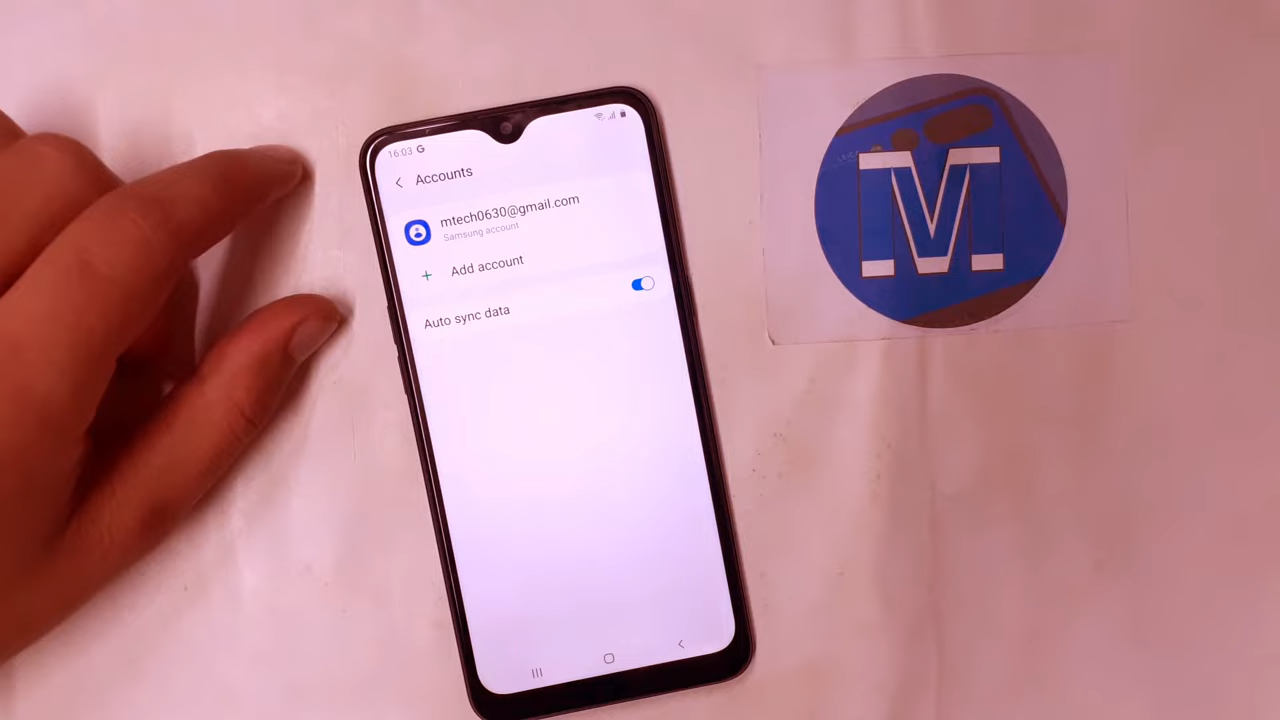 16:03 G
Accounts
mtech0630@gmail.com
Samsung account
Add account
Auto sync data
M